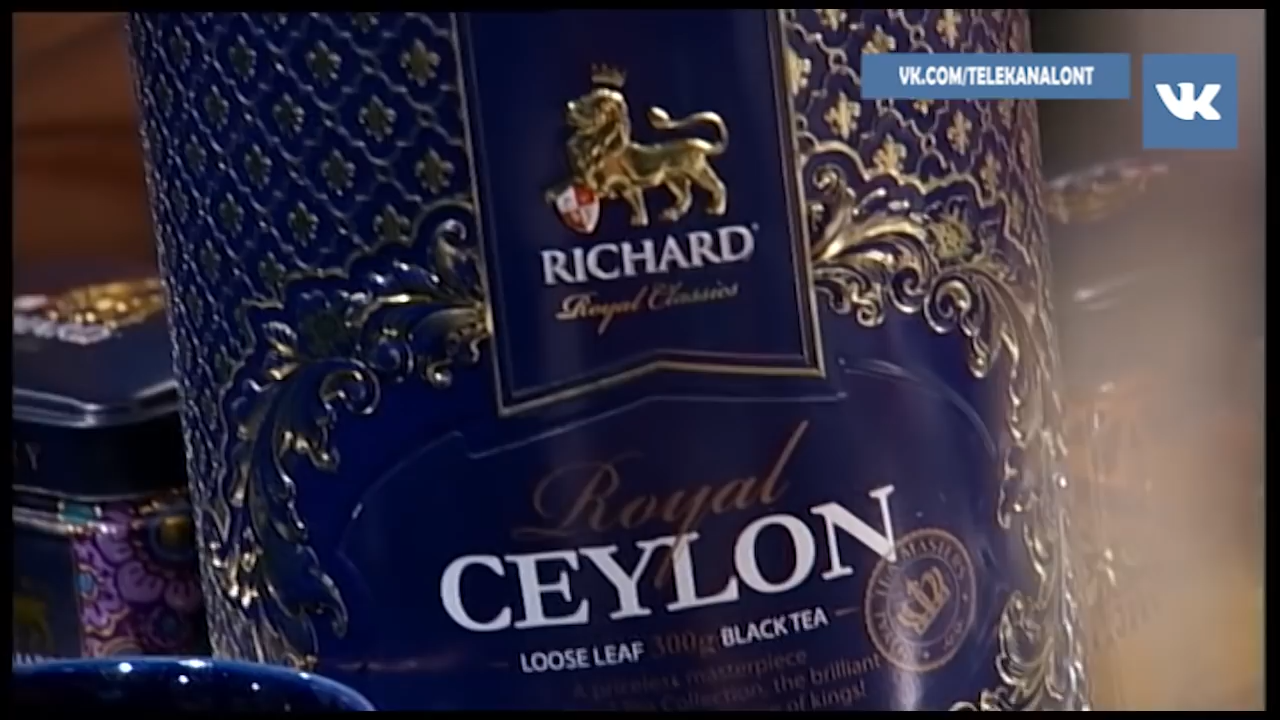 VK.COM/TELEKANALONT
RICHARD
Royal Classics
Royal
CEYLON
LOOSE LEAF 300g BLACK TEA
A priceless masterpiece
Collection, the brilliant
of kings!